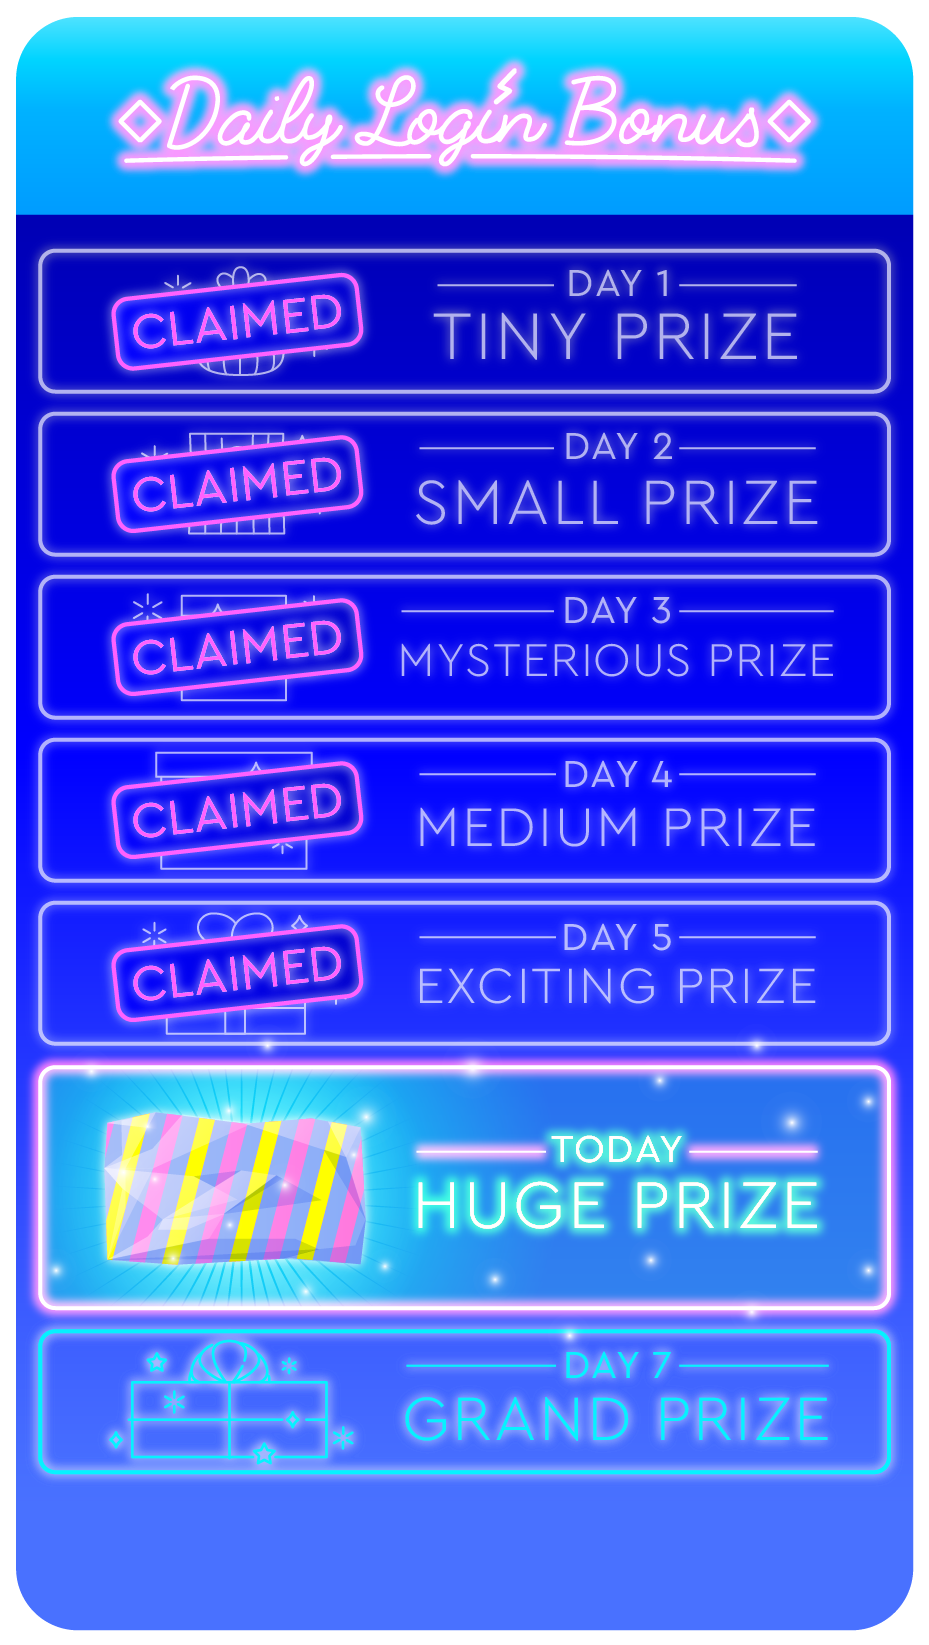 Daily Login Bonus
CLAIMED
DAY 1
TINY PRIZE
CLAIMED
DAY 2
SMALL PRIZE
CLAIMED
DAY 3
MYSTERIOUS PRIZE
CLAIMED
DAY 4
MEDIUM PRIZE
CLAIMED
DAY 5
EXCITING PRIZE
TODAY
HUGE PRIZE
DAY 7
GRAND PRIZE